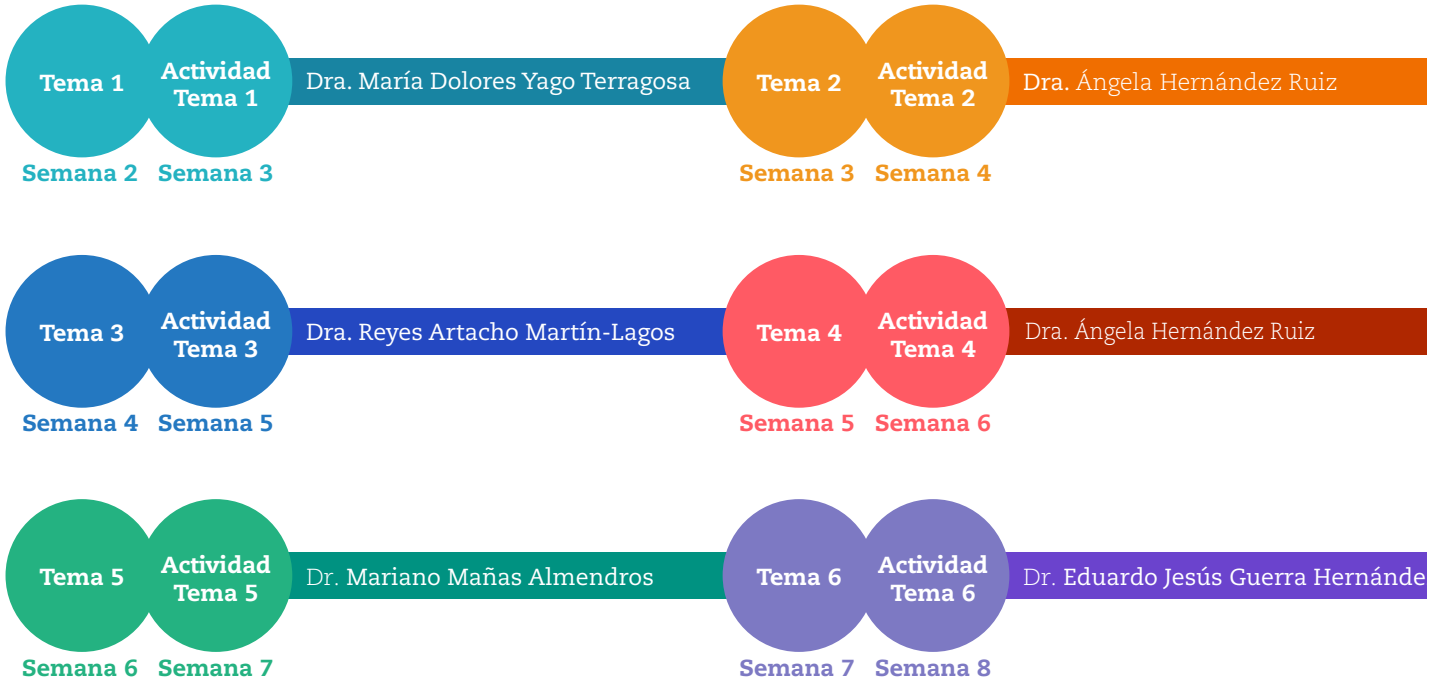 Tema 1
Actividad
Tema 1
Dra. María Dolores Yago Terragosa
Semana 2
Semana 3
Tema 2
Actividad
Tema 2
Dra. Ángela Hernández Ruiz
Semana 3
Semana 4
Tema 3
Actividad
Tema 3
Dra. Reyes Artacho Martín-Lagos
Semana 4
Semana 5
Tema 4
Actividad
Tema 4
Dra. Ángela Hernández Ruiz
Semana 5
Semana 6
Tema 5
Actividad
Tema 5
Dr. Mariano Mañas Almendros
Semana 6
Semana 7
Tema 6
Actividad
Tema 6
Dr. Eduardo Jesús Guerra Hernánde
Semana 7
Semana 8